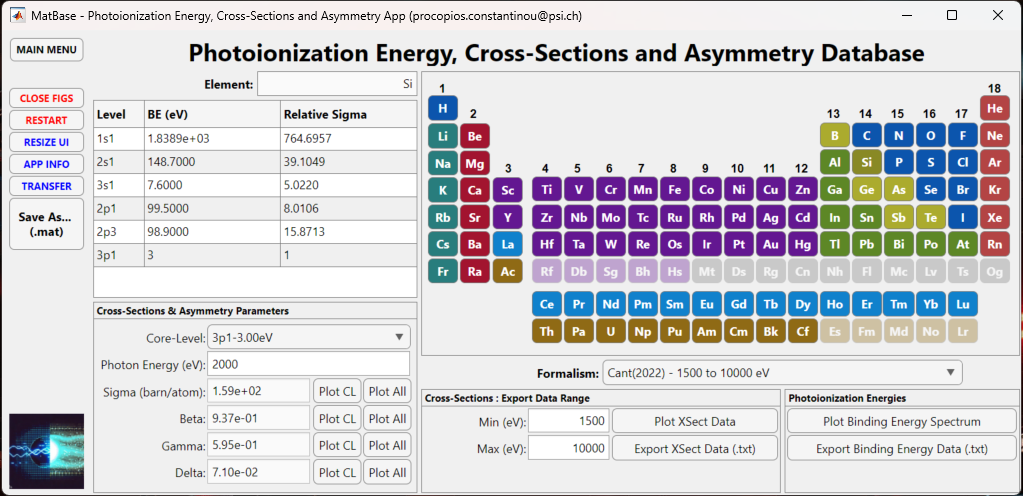 MatBase - Photoionization Energy, Cross-Sections and Asymmetry App (procopios.constantinou@psi.ch)
MAIN MENU
Photoionization Energy, Cross-Sections and Asymmetry Database
CLOSE FIGS
RESTART
RESIZE UI
APP INFO
TRANSFER
Save As...
(.mat)
Element: Si
Level BE (eV) Relative Sigma
1s1 1.8389e+03 764.6957
2s1 148.7000 39.1049
3s1 7.6000 5.0220
2p1 99.5000 8.0106
2p3 98.9000 15.8713
3p1 3 1
Cross-Sections & Asymmetry Parameters
Core-Level: 3p1-3.00eV
Photon Energy (eV): 2000
Sigma (barn/atom): 1.59e+02 Plot CL Plot All
Beta: 9.37e-01 Plot CL Plot All
Gamma: 5.95e-01 Plot CL Plot All
Delta: 7.10e-02 Plot CL Plot All
1 18
H He
2 13 14 15 16 17
Li Be B C N O F Ne
Na Mg Al Si P S Cl Ar
3 4 5 6 7 8 9 10 11 12
K Ca Sc Ti V Cr Mn Fe Co Ni Cu Zn Ga Ge As Se Br Kr
Rb Sr Y Zr Nb Mo Tc Ru Rh Pd Ag Cd In Sn Sb Te I Xe
Cs Ba La Hf Ta W Re Os Ir Pt Au Hg Tl Pb Bi Po At Rn
Fr Ra Ac Rf Db Sg Bh Hs Mt Ds Rg Cn Nh Fl Mc Lv Ts Og
Ce Pr Nd Pm Sm Eu Gd Tb Dy Ho Er Tm Yb Lu
Th Pa U Np Pu Am Cm Bk Cf Es Fm Md No Lr
Formalism: Cant(2022) - 1500 to 10000 eV
Cross-Sections : Export Data Range
Min (eV): 1500 Plot XSect Data
Max (eV): 10000 Export XSect Data (.txt)
Photoionization Energies
Plot Binding Energy Spectrum
Export Binding Energy Data (.txt)